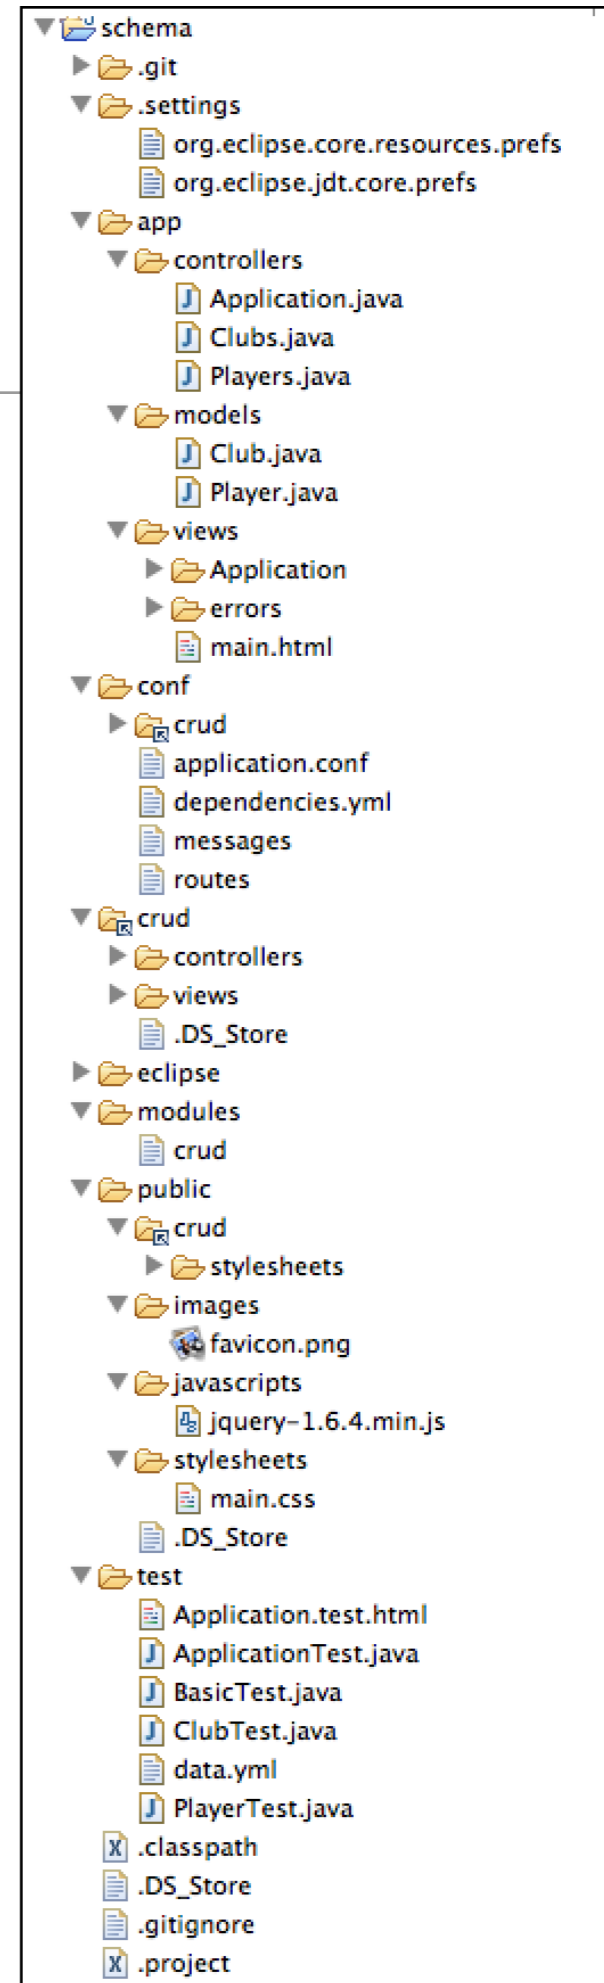 schema
.git
.settings
org.eclipse.core.resources.prefs
org.eclipse.jdt.core.prefs
app
controllers
Application.java
Clubs.java
Players.java
models
Club.java
Player.java
views
Application
errors
main.html
conf
crud
application.conf
dependencies.yml
messages
routes
crud
controllers
views
.DS_Store
eclipse
modules
crud
public
crud
stylesheets
images
favicon.png
javascripts
jquery-1.6.4.min.js
stylesheets
main.css
.DS_Store
test
Application.test.html
ApplicationTest.java
BasicTest.java
ClubTest.java
data.yml
PlayerTest.java
.classpath
.DS_Store
.gitignore
.project